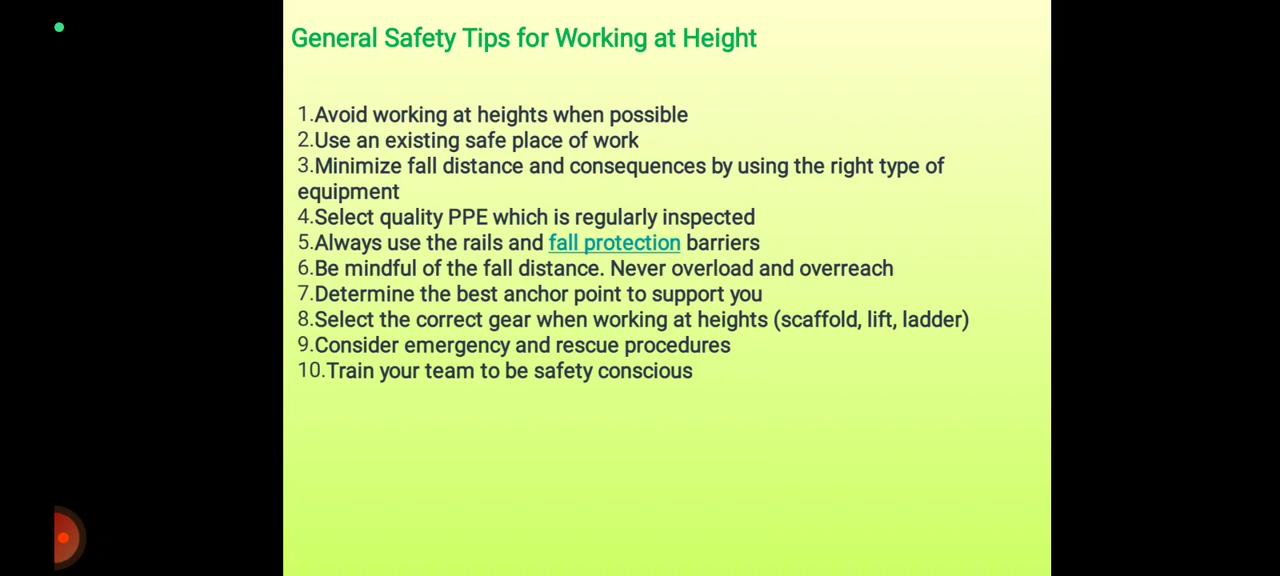 General Safety Tips for Working at Height
1.Avoid working at heights when possible
2.Use an existing safe place of work
3.Minimize fall distance and consequences by using the right type of
equipment
4.Select quality PPE which is regularly inspected
5.Always use the rails and fall protection barriers
6.Be mindful of the fall distance. Never overload and overreach
7.Determine the best anchor point to support you
8.Select the correct gear when working at heights (scaffold, lift, ladder)
9.Consider emergency and rescue procedures
10.Train your team to be safety conscious